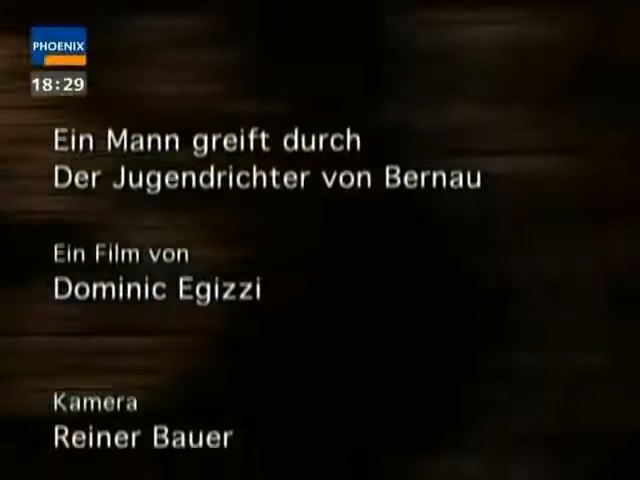 PHOENIX
18:29
Ein Mann greift durch
Der Jugendrichter von Bernau
Ein Film von
Dominic Egizzi
Kamera
Reiner Bauer